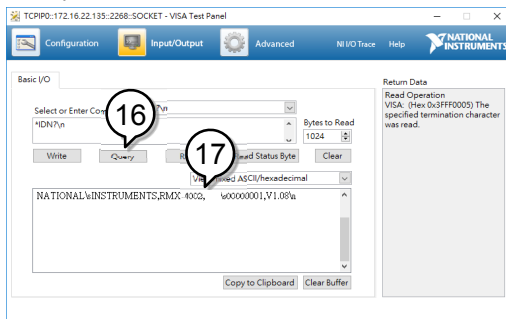 TCPIP0::172.16.22.135::2268::SOCKET - VISA Test Panel
Configuration Input/Output Advanced NI I/O Trace Help NATIONAL INSTRUMENTS
Basic I/O
Return Data
Select or Enter
*IDN?\n
Bytes to Read
1024
Write Query Read Status Byte Clear
16
17
mixed ASCII/hexadecimal
NATIONAL\sINSTRUMENTS,RMX-4002, \s00000001,V1.08\n
Copy to Clipboard Clear Buffer
Read Operation
VISA: (Hex 0x3FFF0005) The
specified termination character
was read.